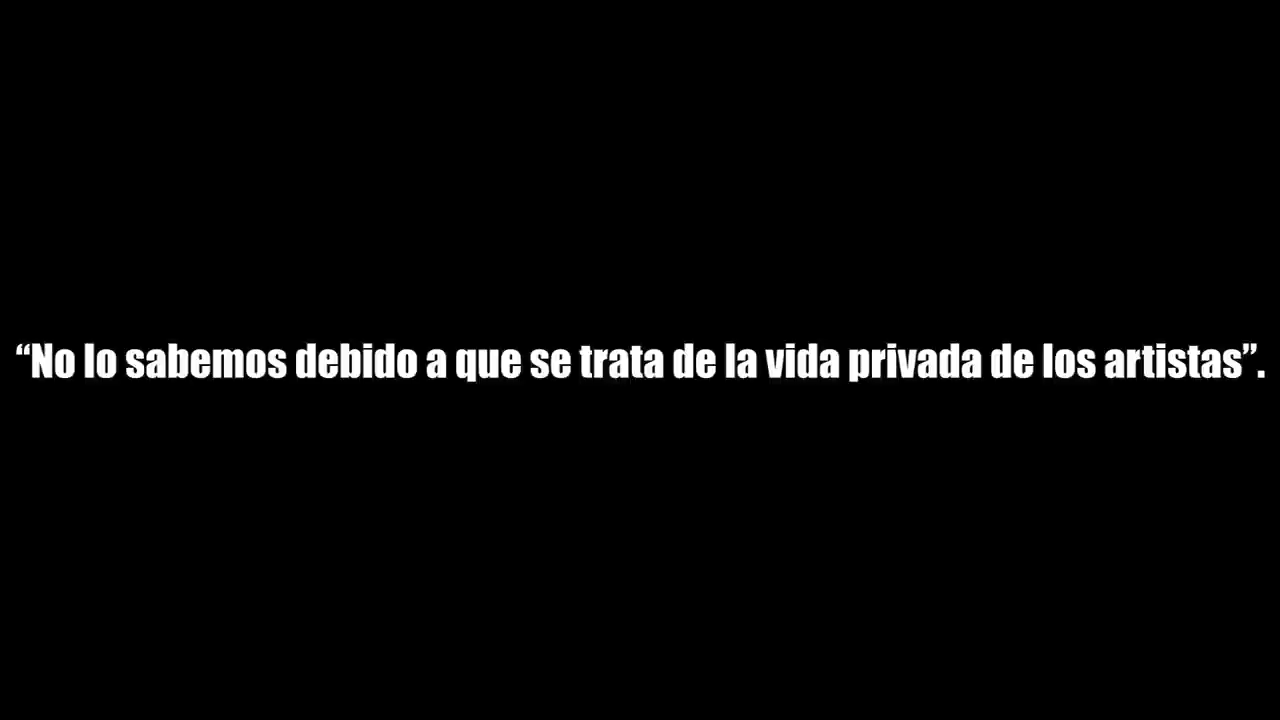 “No lo sabemos debido a que se trata de la vida privada de los artistas”.